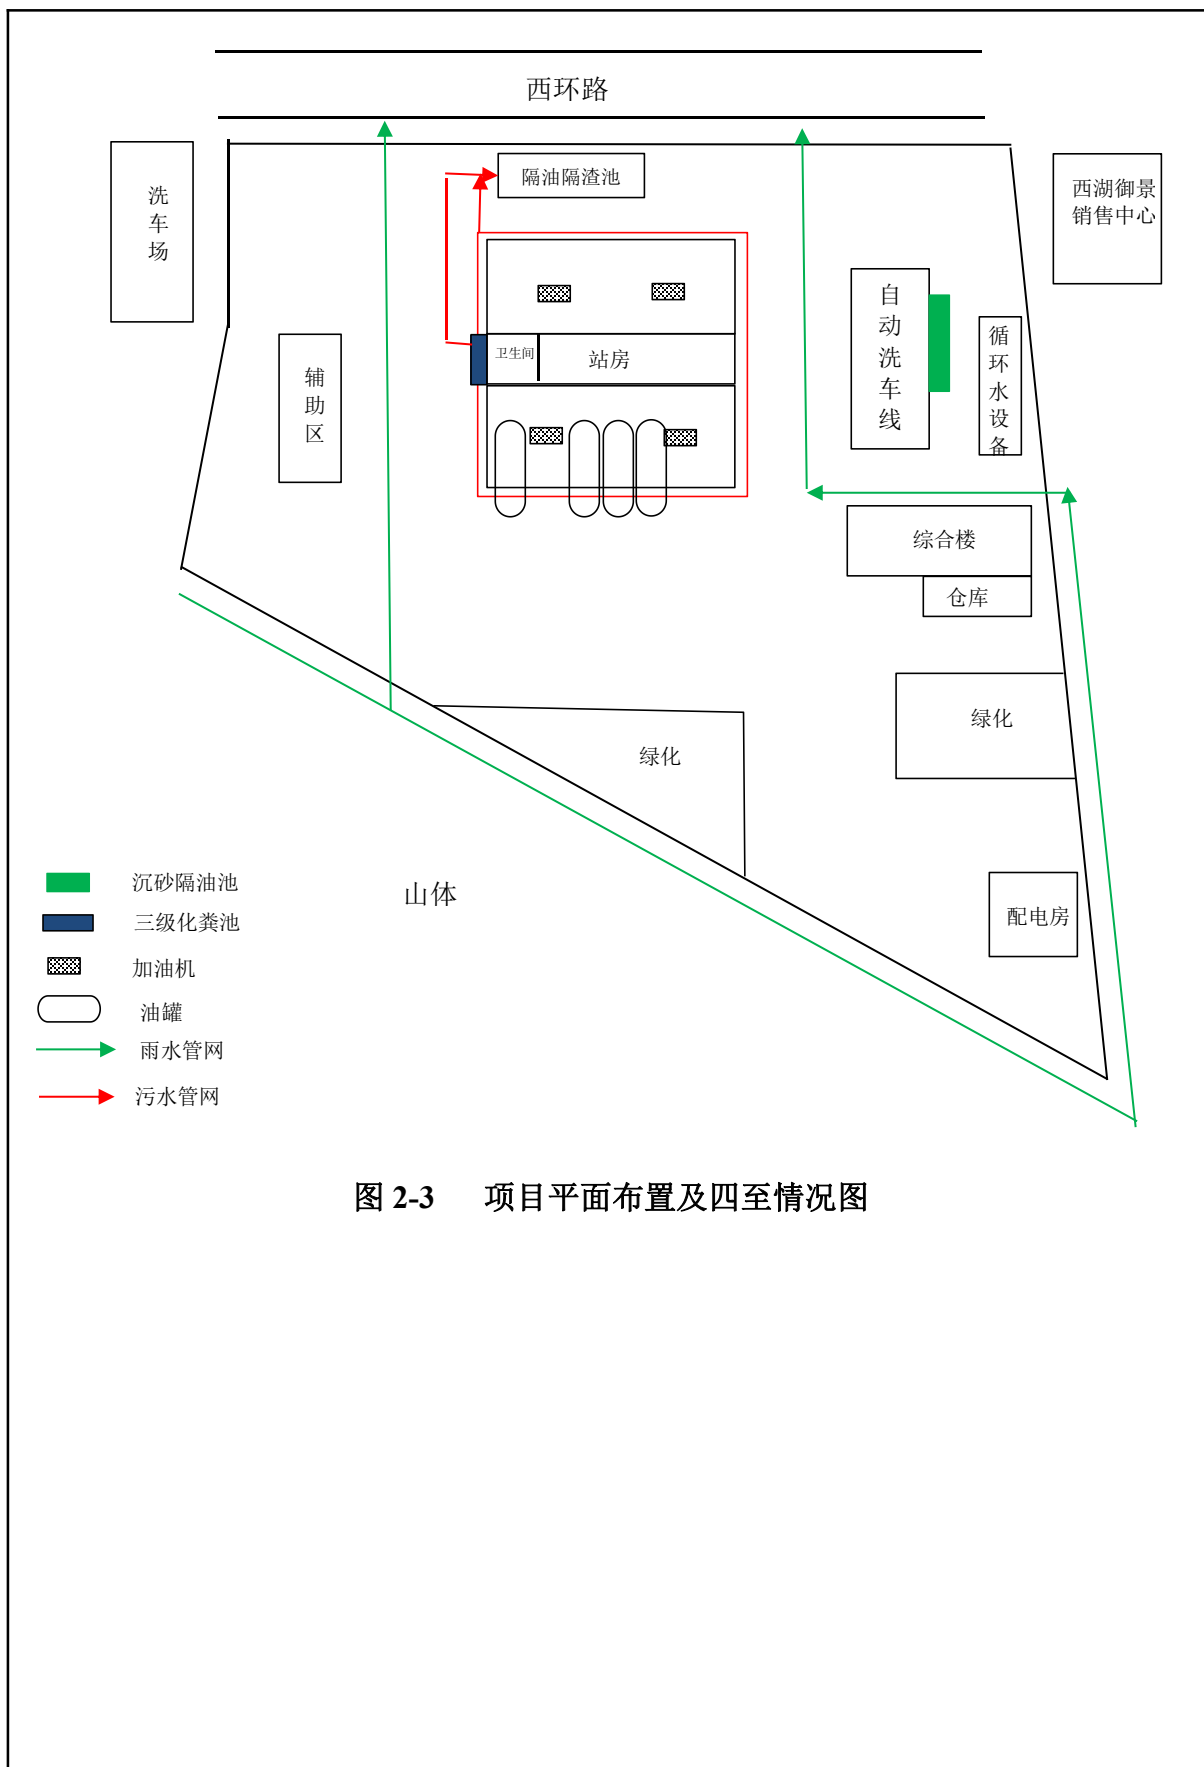 西环路
洗车场
隔油隔渣池
西湖御景
销售中心
自动洗车线
循环水设备
卫生间
站房
辅助区
综合楼
仓库
绿化
绿化
山体
配电房
沉砂隔油池
三级化粪池
加油机
油罐
雨水管网
污水管网
图 2-3 项目平面布置及四至情况图